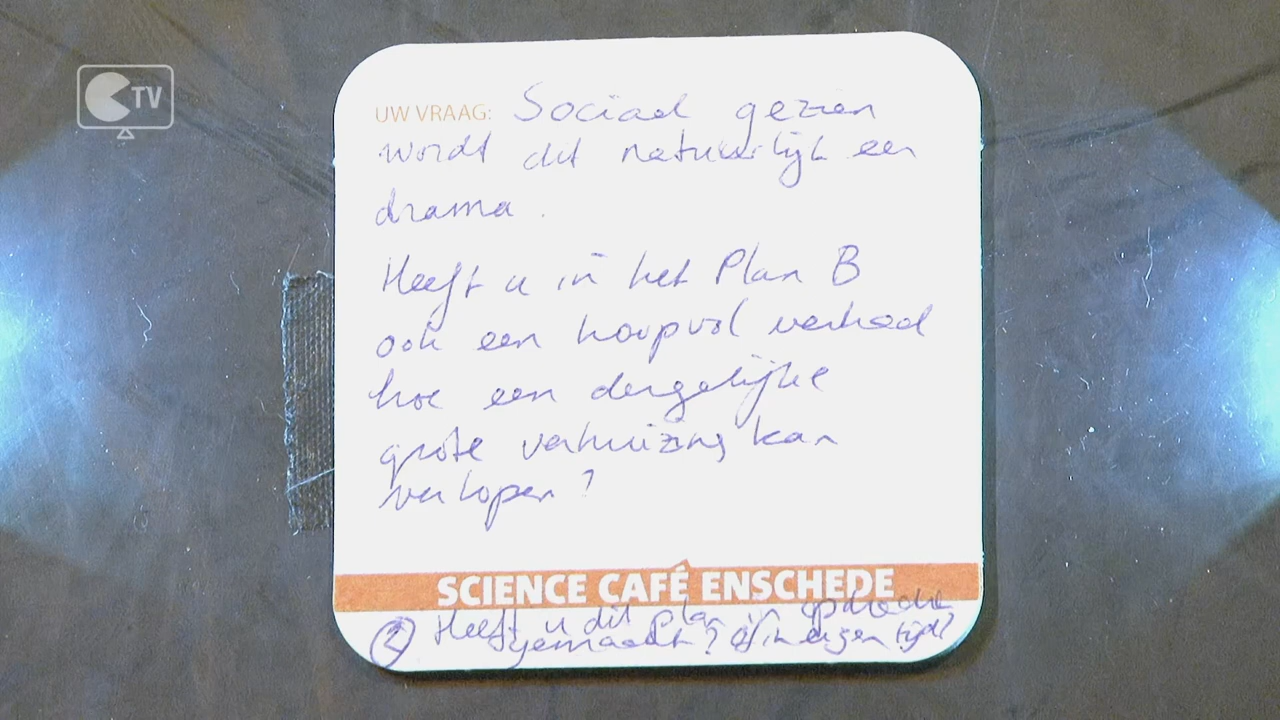 TV
UW VRAAG: Sociaal gezien
wordt dit natuurlijk een
drama.
Heeft u in het Plan B
ook een hoopvol verhaal
hoe een dergelijke
grote verhuizing kan
verlopen?
SCIENCE CAFÉ ENSCHEDE
2 Heeft u dit plan in opdracht
gemaakt? of in eigen tijd?